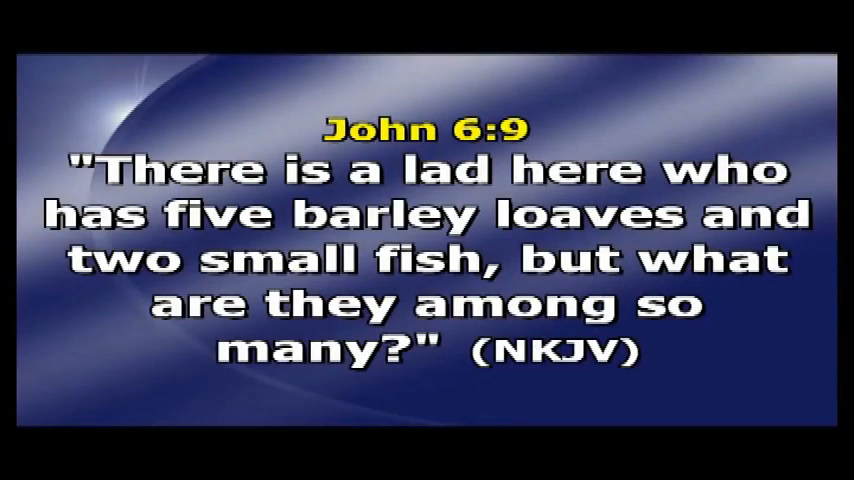 John 6:9
"There is a lad here who
has five barley loaves and
two small fish, but what
are they among so
many?" (NKJV)